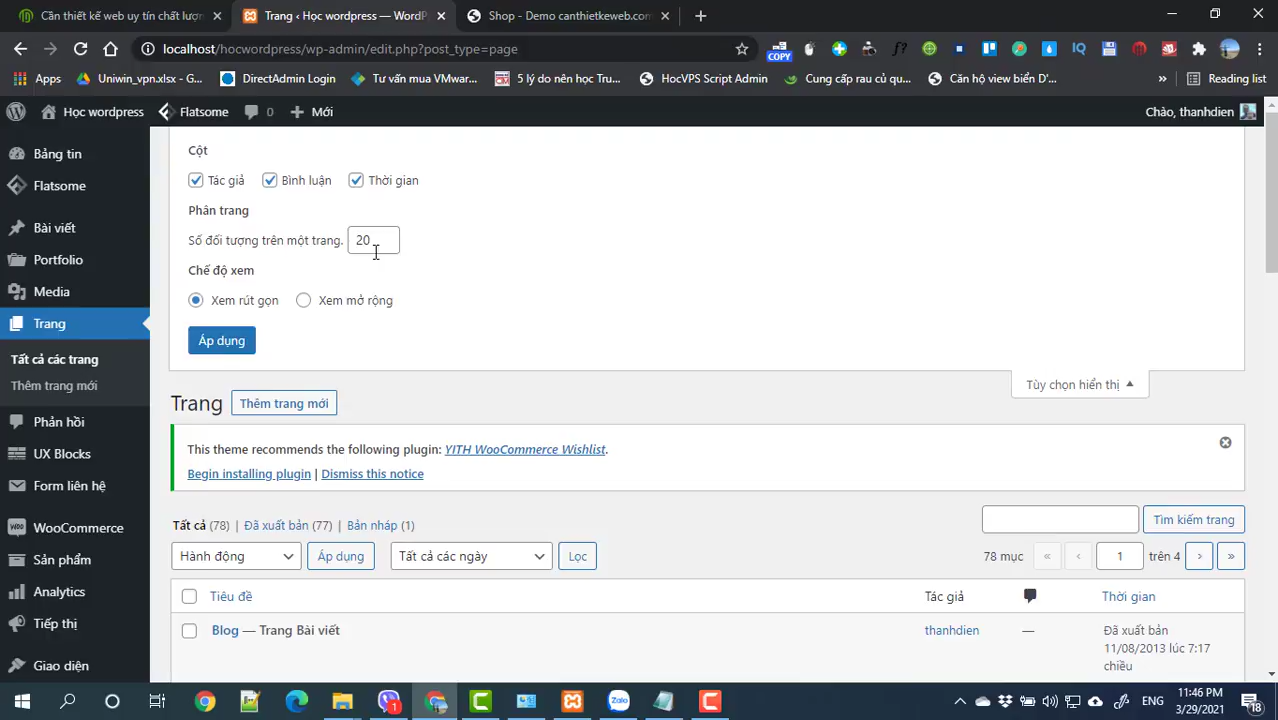 Cần thiết kế web uy tín chất lượng
Trang ‹ Học wordpress — WordP
Shop - Demo canthietkeweb.com
localhost/hocwordpress/wp-admin/edit.php?post_type=page
COPY
f?
IQ
Apps
Uniwin_vpn.xlsx - G...
DirectAdmin Login
Tư vấn mua VMwar...
5 lý do nên học Tru...
HocVPS Script Admin
Cung cấp rau củ qu...
Căn hộ view biển D'...
»
Reading list
Học wordpress
Flatsome
0
Mới
Chào, thanhdien
Bảng tin
Flatsome
Bài viết
Portfolio
Media
Trang
Tất cả các trang
Thêm trang mới
Phản hồi
UX Blocks
Form liên hệ
WooCommerce
Sản phẩm
Analytics
Tiếp thị
Giao diện
Cột
Tác giả Bình luận Thời gian
Phân trang
Số đối tượng trên một trang. 20
Chế độ xem
Xem rút gọn Xem mở rộng
Áp dụng
Tùy chọn hiển thị
Trang Thêm trang mới
This theme recommends the following plugin: YITH WooCommerce Wishlist.
Begin installing plugin | Dismiss this notice
Tất cả (78) | Đã xuất bản (77) | Bản nháp (1)
Tìm kiếm trang
Hành động Áp dụng Tất cả các ngày Lọc
78 mục « ‹ 1 trên 4 › »
Tiêu đề Tác giả Thời gian
Blog — Trang Bài viết thanhdien — Đã xuất bản
11/08/2013 lúc 7:17
chiều
1
Zalo
ENG
11:46 PM
3/29/2021
18